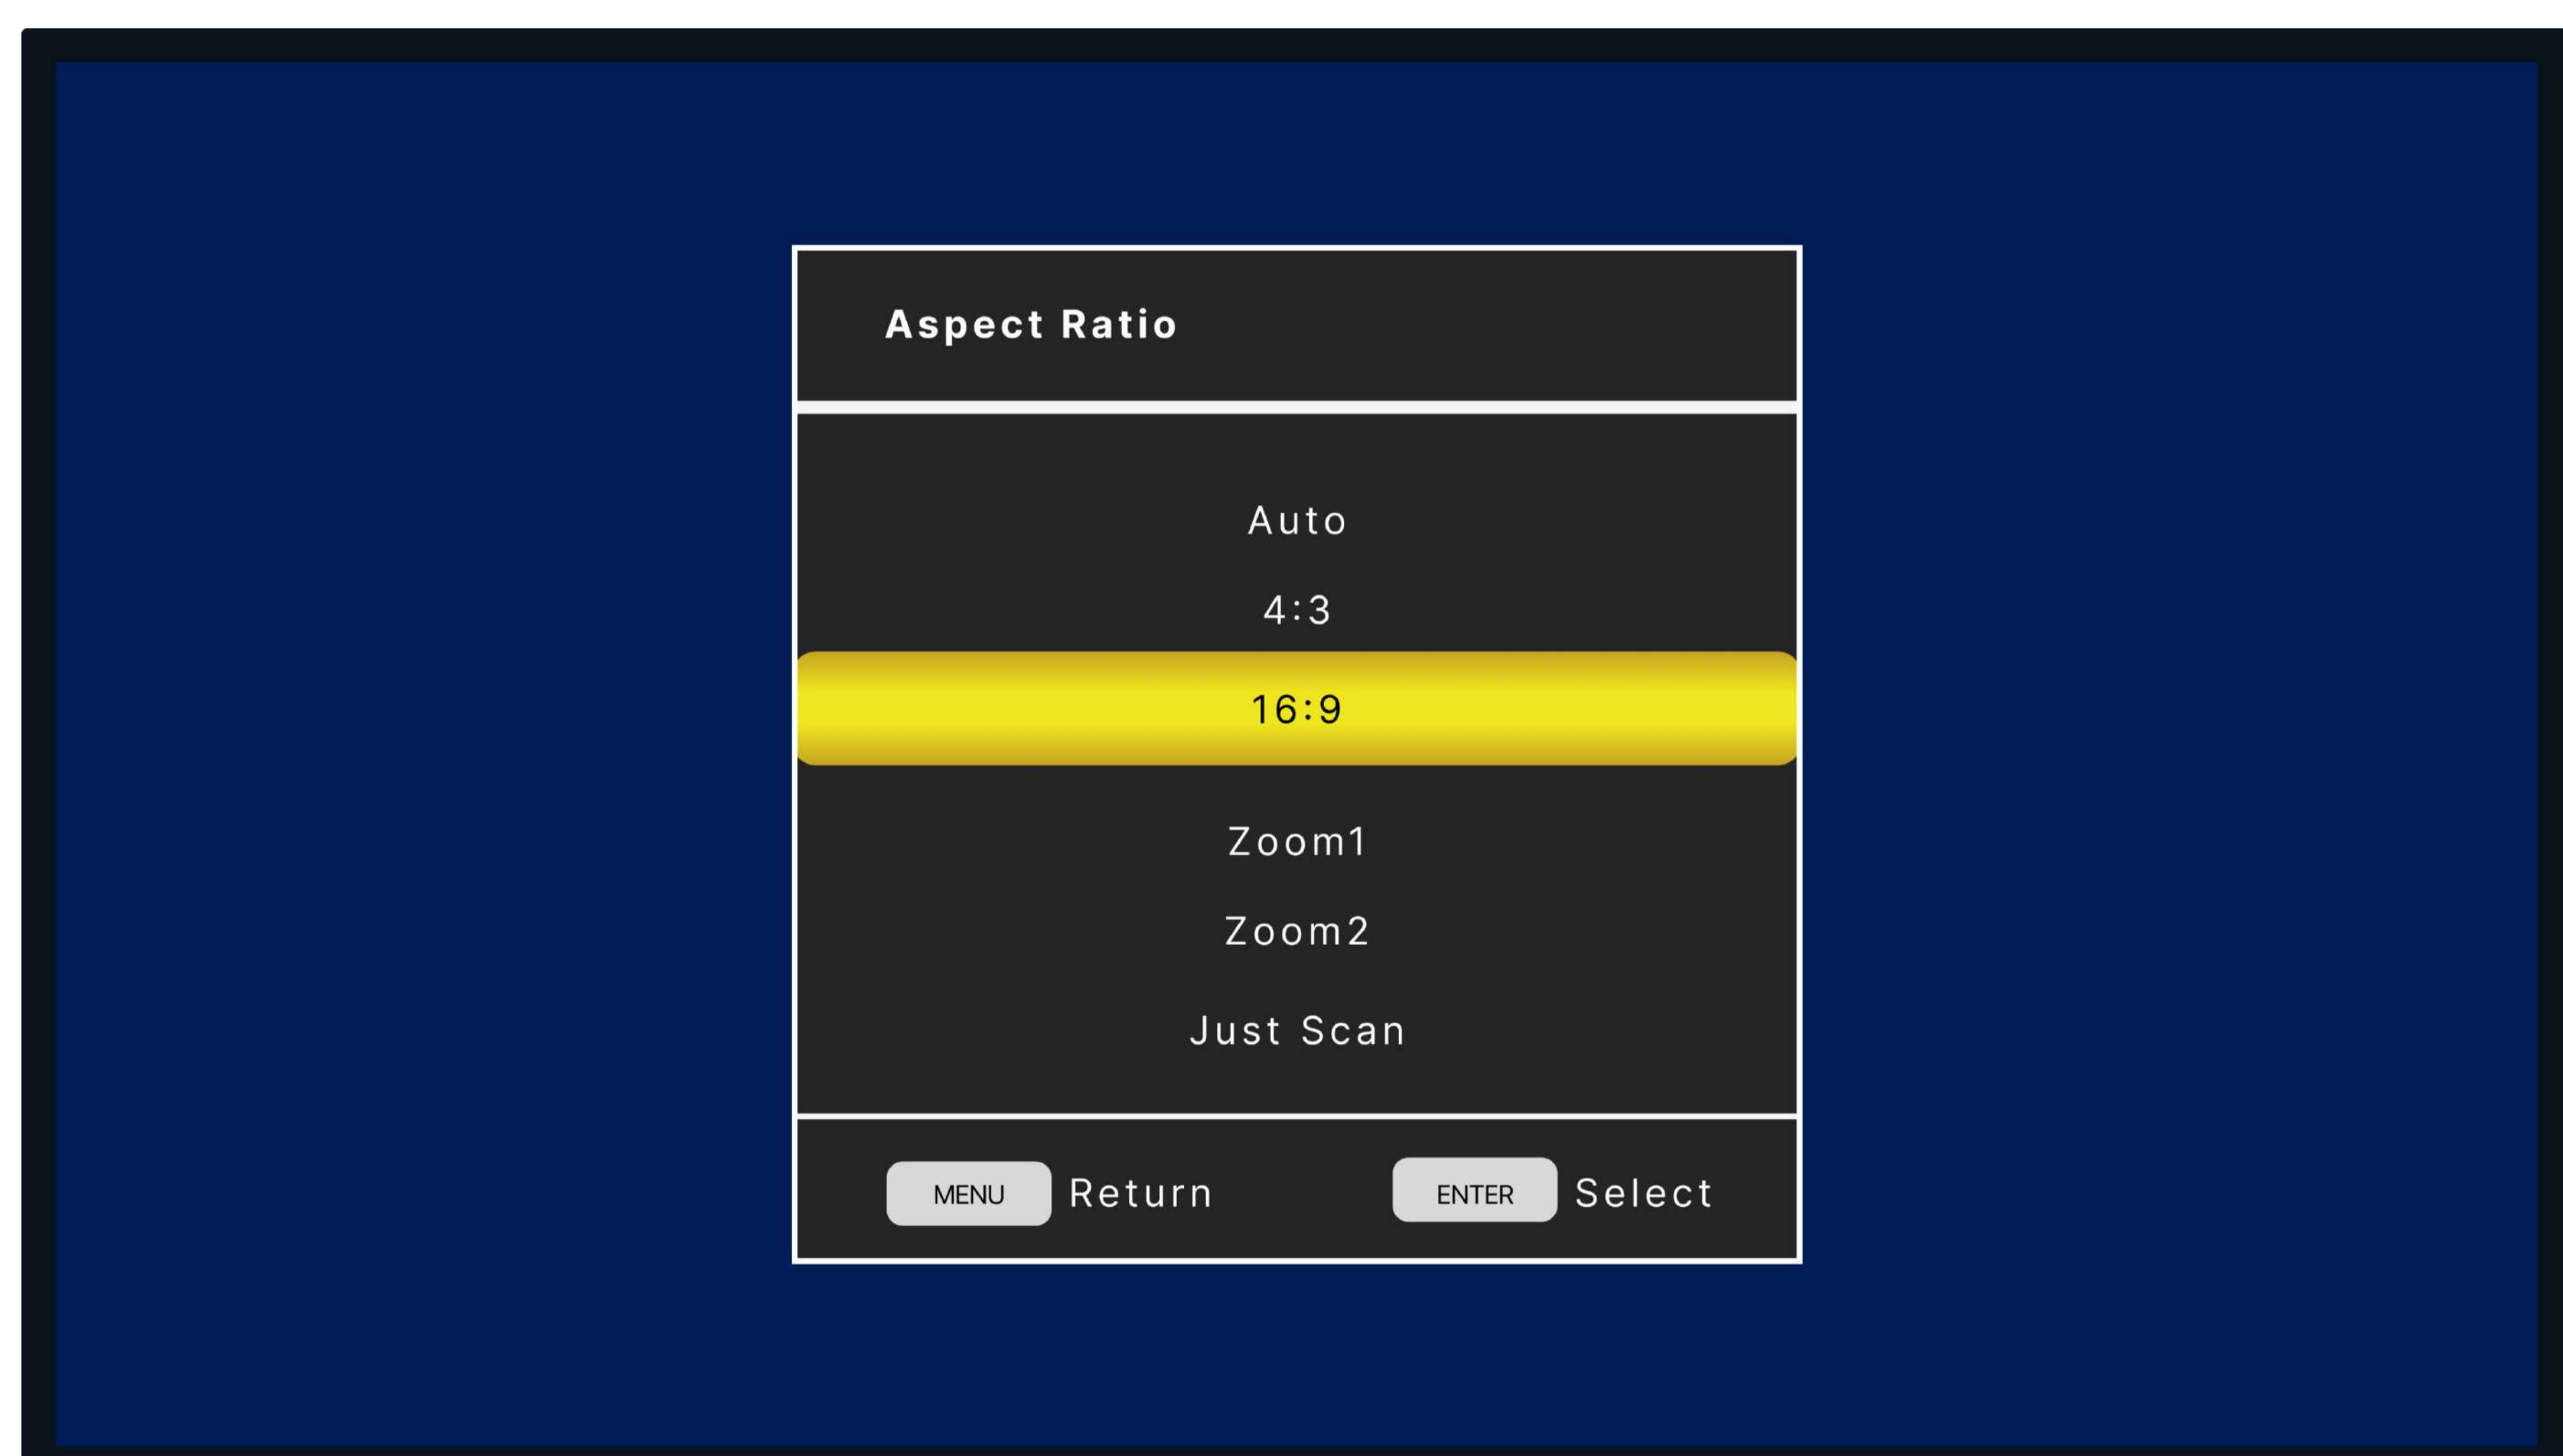 Aspect Ratio
Auto
4:3
16:9
Zoom1
Zoom2
Just Scan
MENU Return ENTER Select